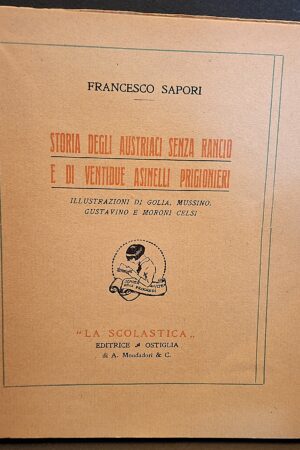 FRANCESCO SAPORI
STORIA DEGLI AUSTRIACI SENZA RANCIO
E DI VENTIDUE ASINELLI PRIGIONIERI
ILLUSTRAZIONI DI GOLIA, MUSSINO,
GUSTAVINO E MORONI CELSI
"LA SCOLASTICA„
EDITRICE OSTIGLIA
di A. Mondadori & C.